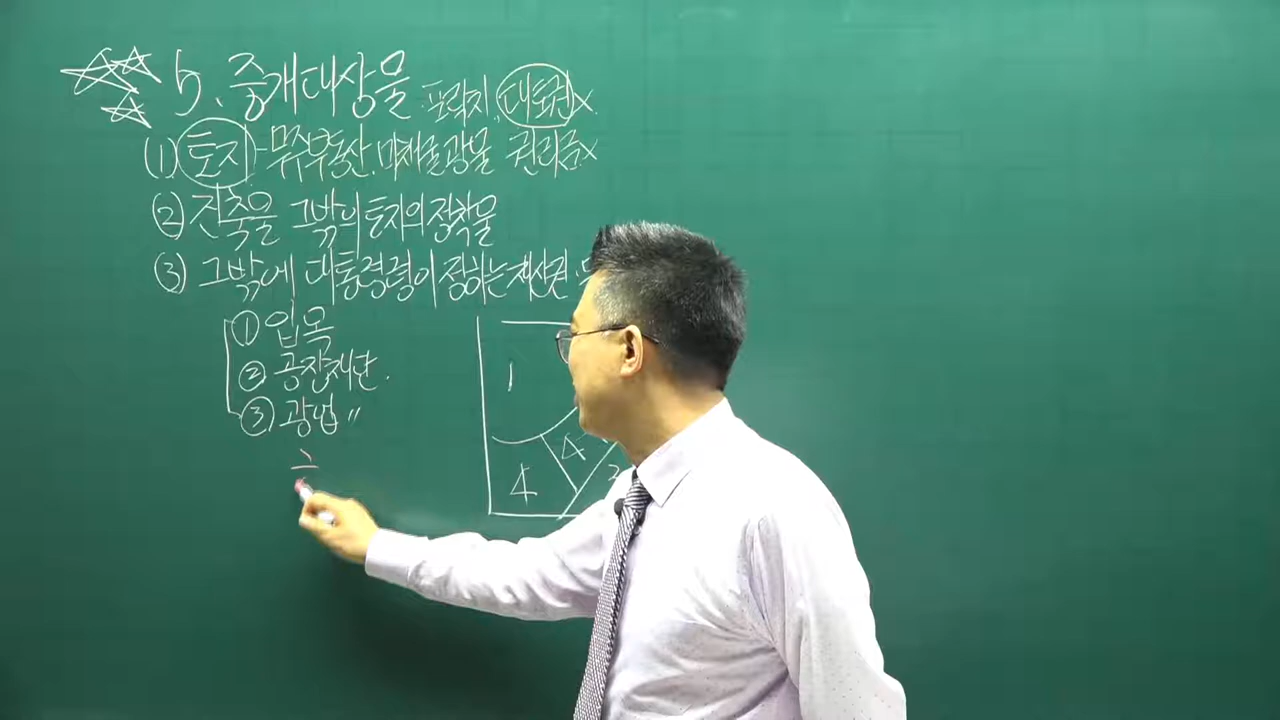 5. 중개대상물 ·포락지, 대토권X
(1) 토지 - 무주부동산, 미채굴광물 권리금X
(2) 건축물 그밖의 토지의 정착물
(3) 그밖에 대통령령이 정하는 재산권·
① 입목
② 공장재단.
③ 광업 〃
1
4
4
2